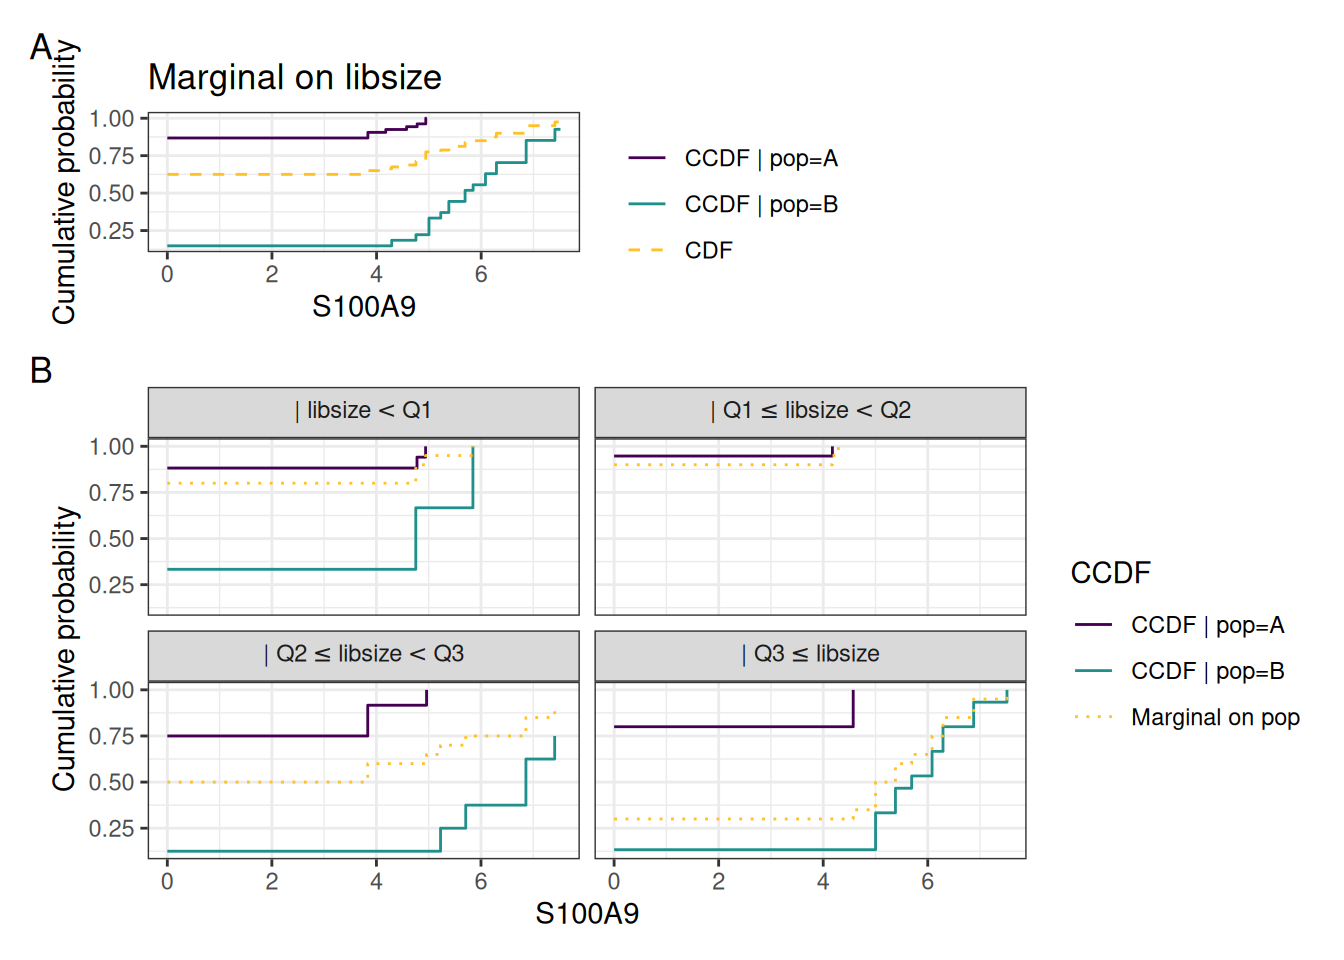 A
Marginal on libsize
Cumulative probability
1.00
0.75
0.50
0.25
0 2 4 6
S100A9
CCDF | pop=A
CCDF | pop=B
CDF
B
| libsize < Q1
| Q1 ≤ libsize < Q2
Cumulative probability
1.00
0.75
0.50
0.25
| Q2 ≤ libsize < Q3
| Q3 ≤ libsize
1.00
0.75
0.50
0.25
0 2 4 6
0 2 4 6
S100A9
CCDF
CCDF | pop=A
CCDF | pop=B
Marginal on pop